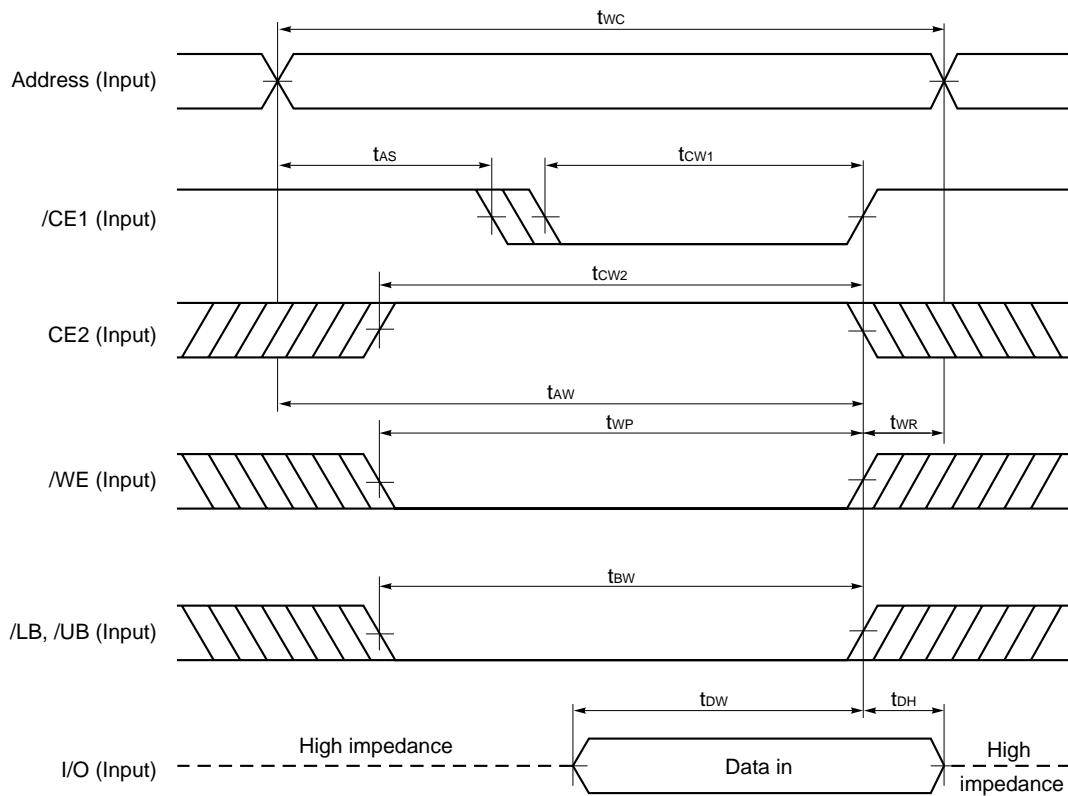 tWC
Address (Input)
tAS
tCW1
/CE1 (Input)
tCW2
CE2 (Input)
tAW
tWP
tWR
/WE (Input)
tBW
/LB, /UB (Input)
tDW
tDH
I/O (Input)
High impedance
Data in
High
impedance